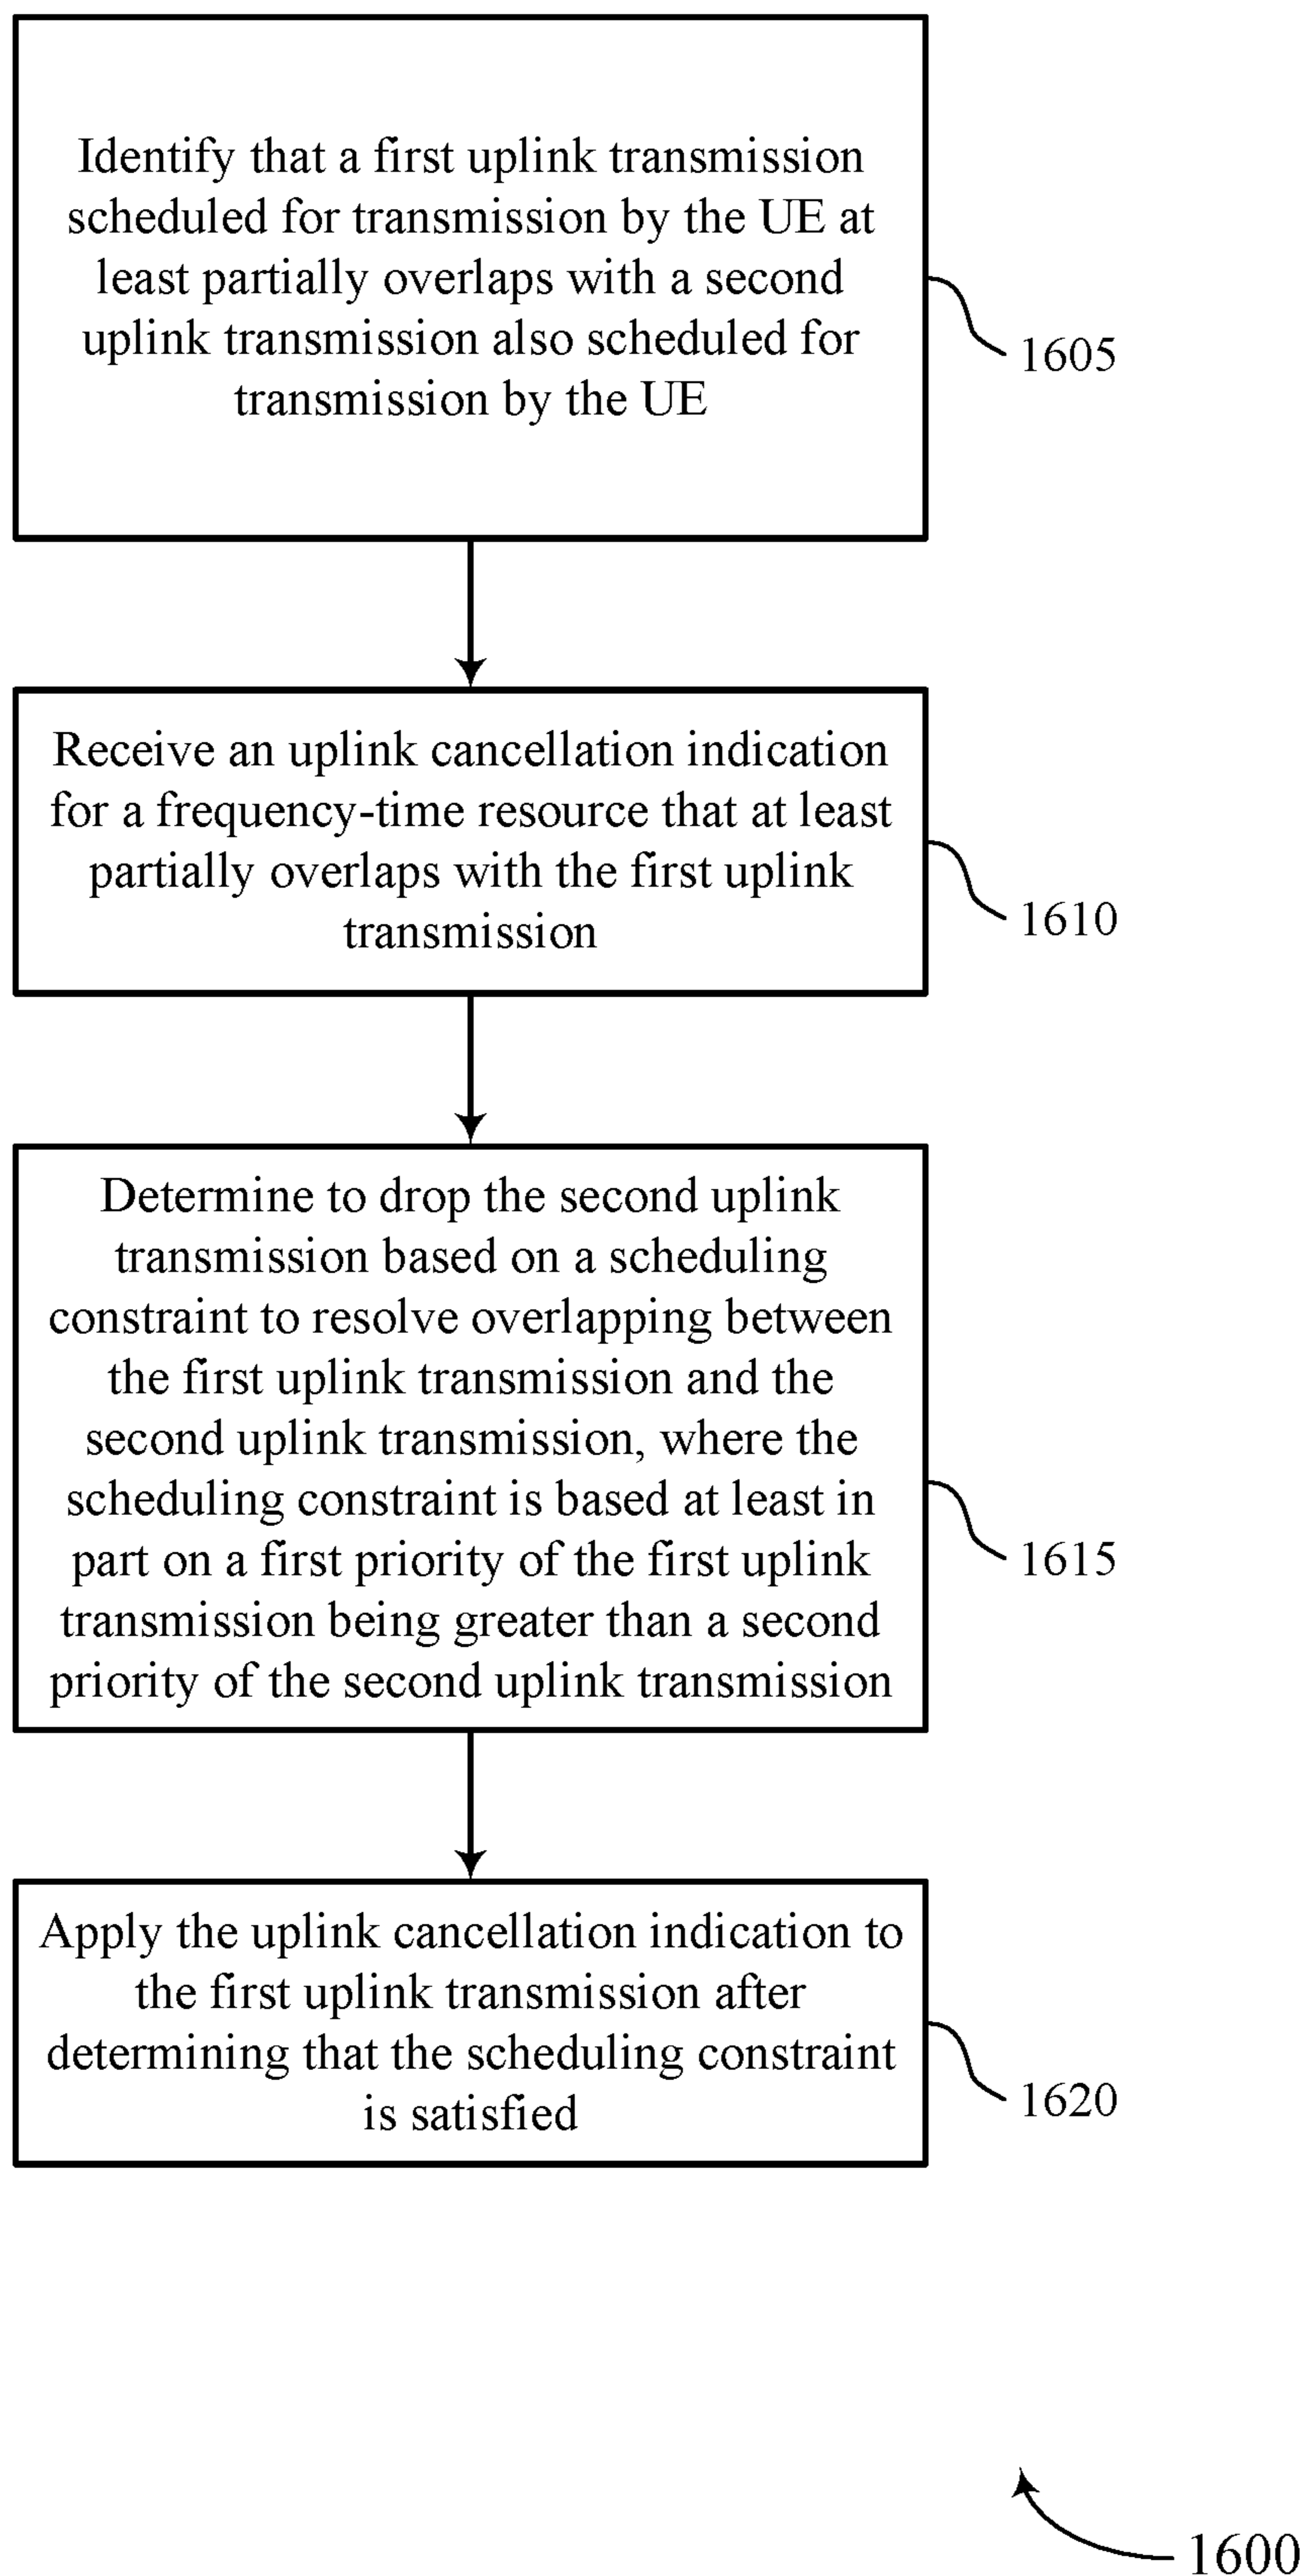 Identify that a first uplink transmission
scheduled for transmission by the UE at
least partially overlaps with a second
uplink transmission also scheduled for
transmission by the UE
1605
Receive an uplink cancellation indication
for a frequency-time resource that at least
partially overlaps with the first uplink
transmission
1610
Determine to drop the second uplink
transmission based on a scheduling
constraint to resolve overlapping between
the first uplink transmission and the
second uplink transmission, where the
scheduling constraint is based at least in
part on a first priority of the first uplink
transmission being greater than a second
priority of the second uplink transmission
1615
Apply the uplink cancellation indication to
the first uplink transmission after
determining that the scheduling constraint
is satisfied
1620
1600